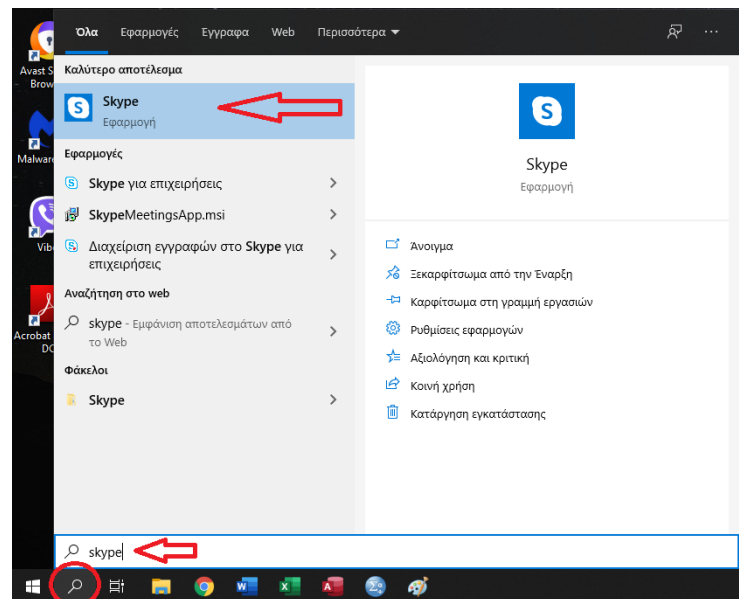 Όλα Εφαρμογές Εγγραφα Web Περισσότερα
Avast S
Brow
Malware
Vib
Acrobat
DC
Καλύτερο αποτέλεσμα
Skype
Εφαρμογή
Εφαρμογές
Skype για επιχειρήσεις
SkypeMeetingsApp.msi
Διαχείριση εγγραφών στο Skype για
επιχειρήσεις
Αναζήτηση στο web
skype - Εμφάνιση αποτελεσμάτων από
το Web
Φάκελοι
Skype
Skype
Εφαρμογή
Άνοιγμα
Ξεκαρφίτσωμα από την Έναρξη
Καρφίτσωμα στη γραμμή εργασιών
Ρυθμίσεις εφαρμογών
Αξιολόγηση και κριτική
Κοινή χρήση
Κατάργηση εγκατάστασης
skype